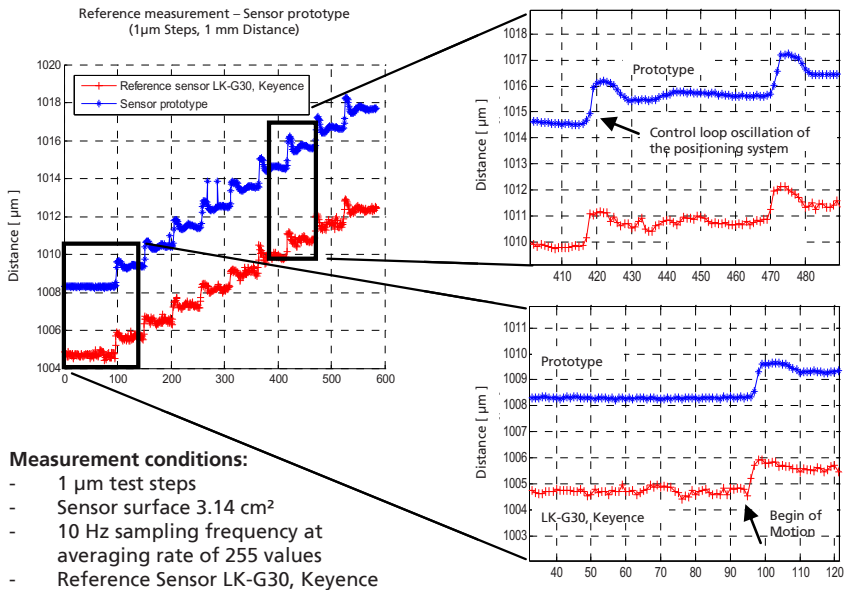 Reference measurement – Sensor prototype
(1µm Steps, 1 mm Distance)
Reference sensor LK-G30, Keyence
Sensor prototype
Distance [ µm ]
1020
1018
1016
1014
1012
1010
1008
1006
1004
0 100 200 300 400 500 600
Distance [ µm ]
1018
1017
1016
1015
1014
1013
1012
1011
1010
Prototype
Control loop oscillation of
the positioning system
410 420 430 440 450 460 470 480
Distance [ µm ]
1011
1010
1009
1008
1007
1006
1005
1004
1003
Prototype
LK-G30, Keyence
Begin of
Motion
40 50 60 70 80 90 100 110 120
Measurement conditions:
- 1 µm test steps
- Sensor surface 3.14 cm²
- 10 Hz sampling frequency at
averaging rate of 255 values
- Reference Sensor LK-G30, Keyence